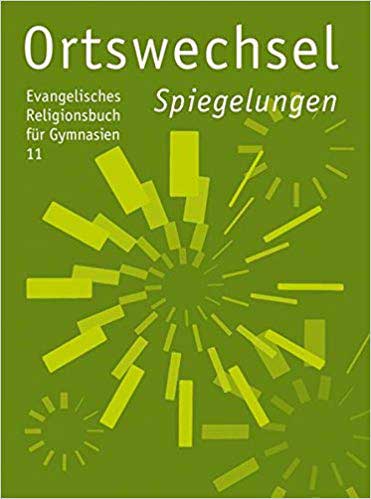 Ortswechsel
Evangelisches
Religionsbuch
für Gymnasien
11
Spiegelungen